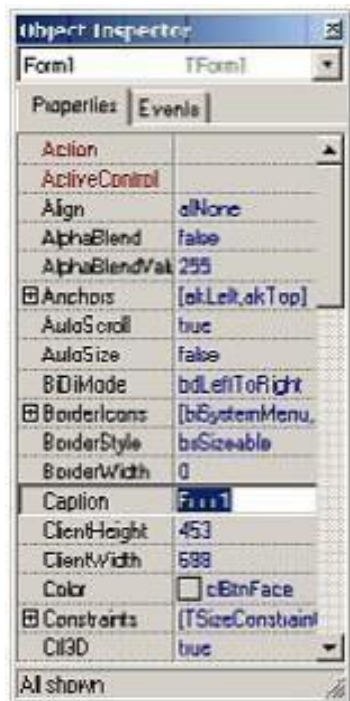 Object Inspector
Form1 TForm1
Properties Events
Action
ActiveControl
Align alNone
AlphaBlend false
AlphaBlendVal 255
Anchors [akLeft,akTop]
AutoScroll true
AutoSize false
BiDiMode bdLeftToRight
BorderIcons [biSystemMenu,
BorderStyle bsSizeable
BorderWidth 0
Caption Form1
ClientHeight 453
ClientWidth 688
Color clBtnFace
Constraints (TSizeConstraint
Ctl3D true
All shown